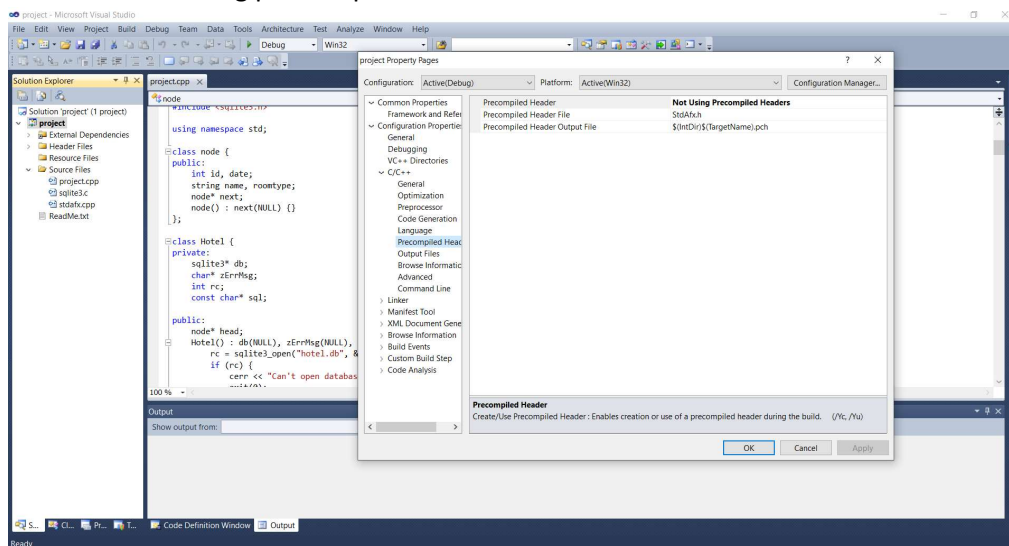 project - Microsoft Visual Studio
File Edit View Project Build Debug Team Data Tools Architecture Test Analyze Window Help
Debug Win32
Solution Explorer
Solution 'project' (1 project)
project
External Dependencies
Header Files
Resource Files
Source Files
project.cpp
sqlite3.c
stdafx.cpp
ReadMe.txt
project.cpp
node
#include <sqlite3.h>
using namespace std;
class node {
public:
int id, date;
string name, roomtype;
node* next;
node() : next(NULL) {}
};
class Hotel {
private:
sqlite3* db;
char* zErrMsg;
int rc;
const char* sql;
public:
node* head;
Hotel() : db(NULL), zErrMsg(NULL),
rc = sqlite3_open("hotel.db", &
if (rc) {
cerr << "Can't open databas
100 %
Output
Show output from:
project Property Pages
? X
Configuration: Active(Debug) Platform: Active(Win32) Configuration Manager...
Common Properties
Framework and Refer
Configuration Propertie
General
Debugging
VC++ Directories
C/C++
General
Optimization
Preprocessor
Code Generation
Language
Precompiled Head
Output Files
Browse Informatic
Advanced
Command Line
Linker
Manifest Tool
XML Document Gene
Browse Information
Build Events
Custom Build Step
Code Analysis
Precompiled Header Not Using Precompiled Headers
Precompiled Header File StdAfx.h
Precompiled Header Output File $(IntDir)$(TargetName).pch
Precompiled Header
Create/Use Precompiled Header : Enables creation or use of a precompiled header during the build. (/Yc, /Yu)
OK Cancel Apply
S... Cl... Pr... T... Code Definition Window Output
Ready